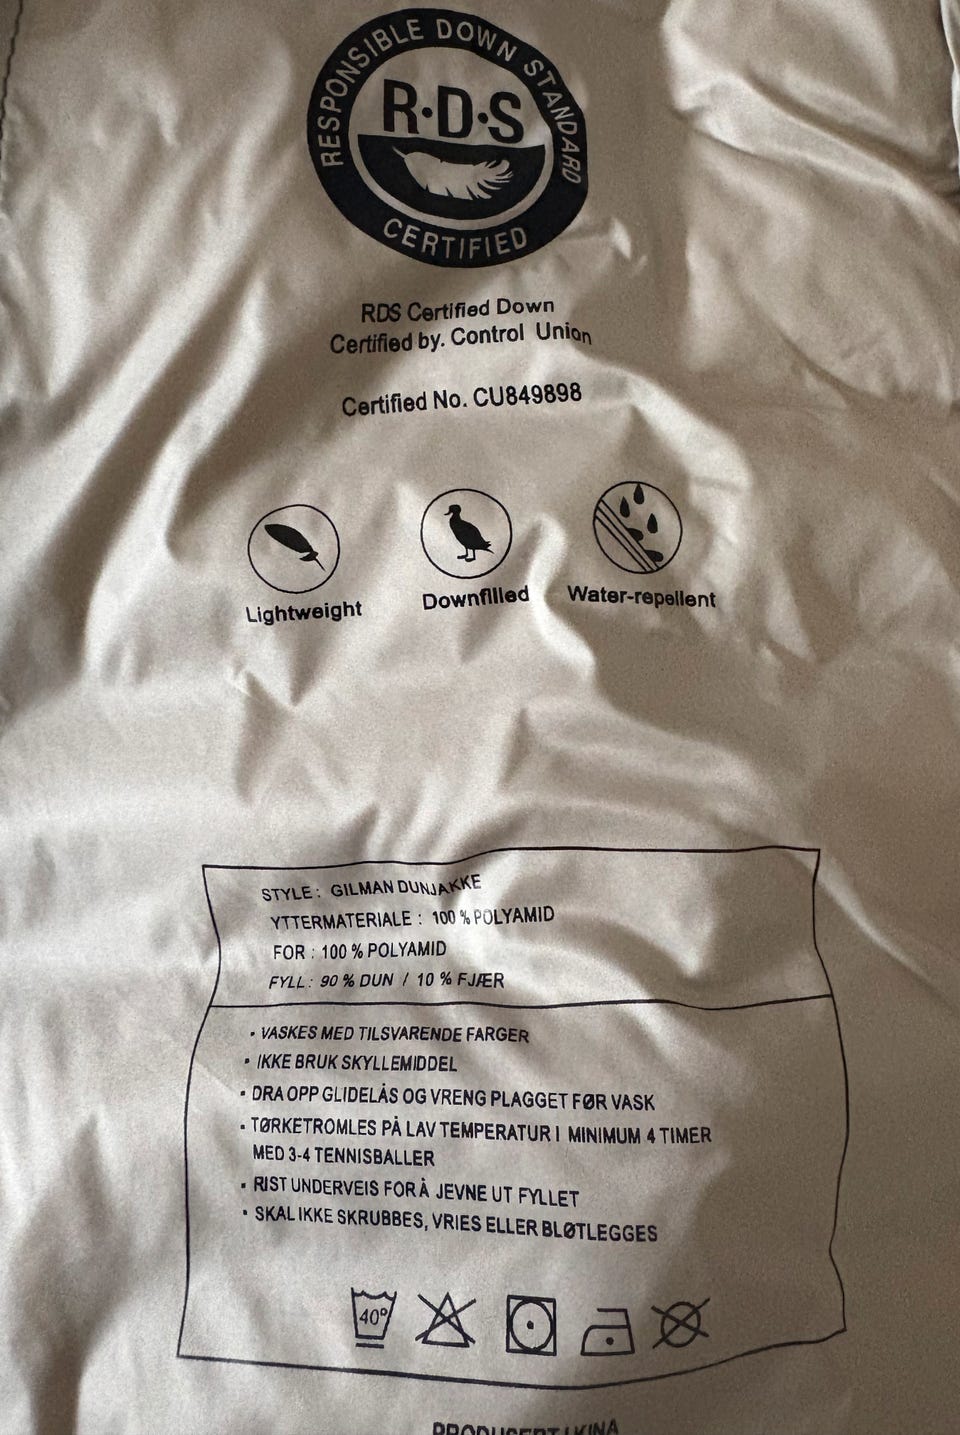 RESPONSIBLE DOWN STANDARD
R·D·S
CERTIFIED
RDS Certified Down
Certified by. Control Union
Certified No. CU849898
Lightweight
Downfilled
Water-repellent
STYLE : GILMAN DUNJAKKE
YTTERMATERIALE : 100 % POLYAMID
FOR : 100 % POLYAMID
FYLL : 90 % DUN / 10 % FJÆR
• VASKES MED TILSVARENDE FARGER
• IKKE BRUK SKYLLEMIDDEL
• DRA OPP GLIDELÅS OG VRENG PLAGGET FØR VASK
• TØRKETROMLES PÅ LAV TEMPERATUR I MINIMUM 4 TIMER
MED 3-4 TENNISBALLER
• RIST UNDERVEIS FOR Å JEVNE UT FYLLET
• SKAL IKKE SKRUBBES, VRIES ELLER BLØTLEGGES
40°
PRODUSERT I KINA